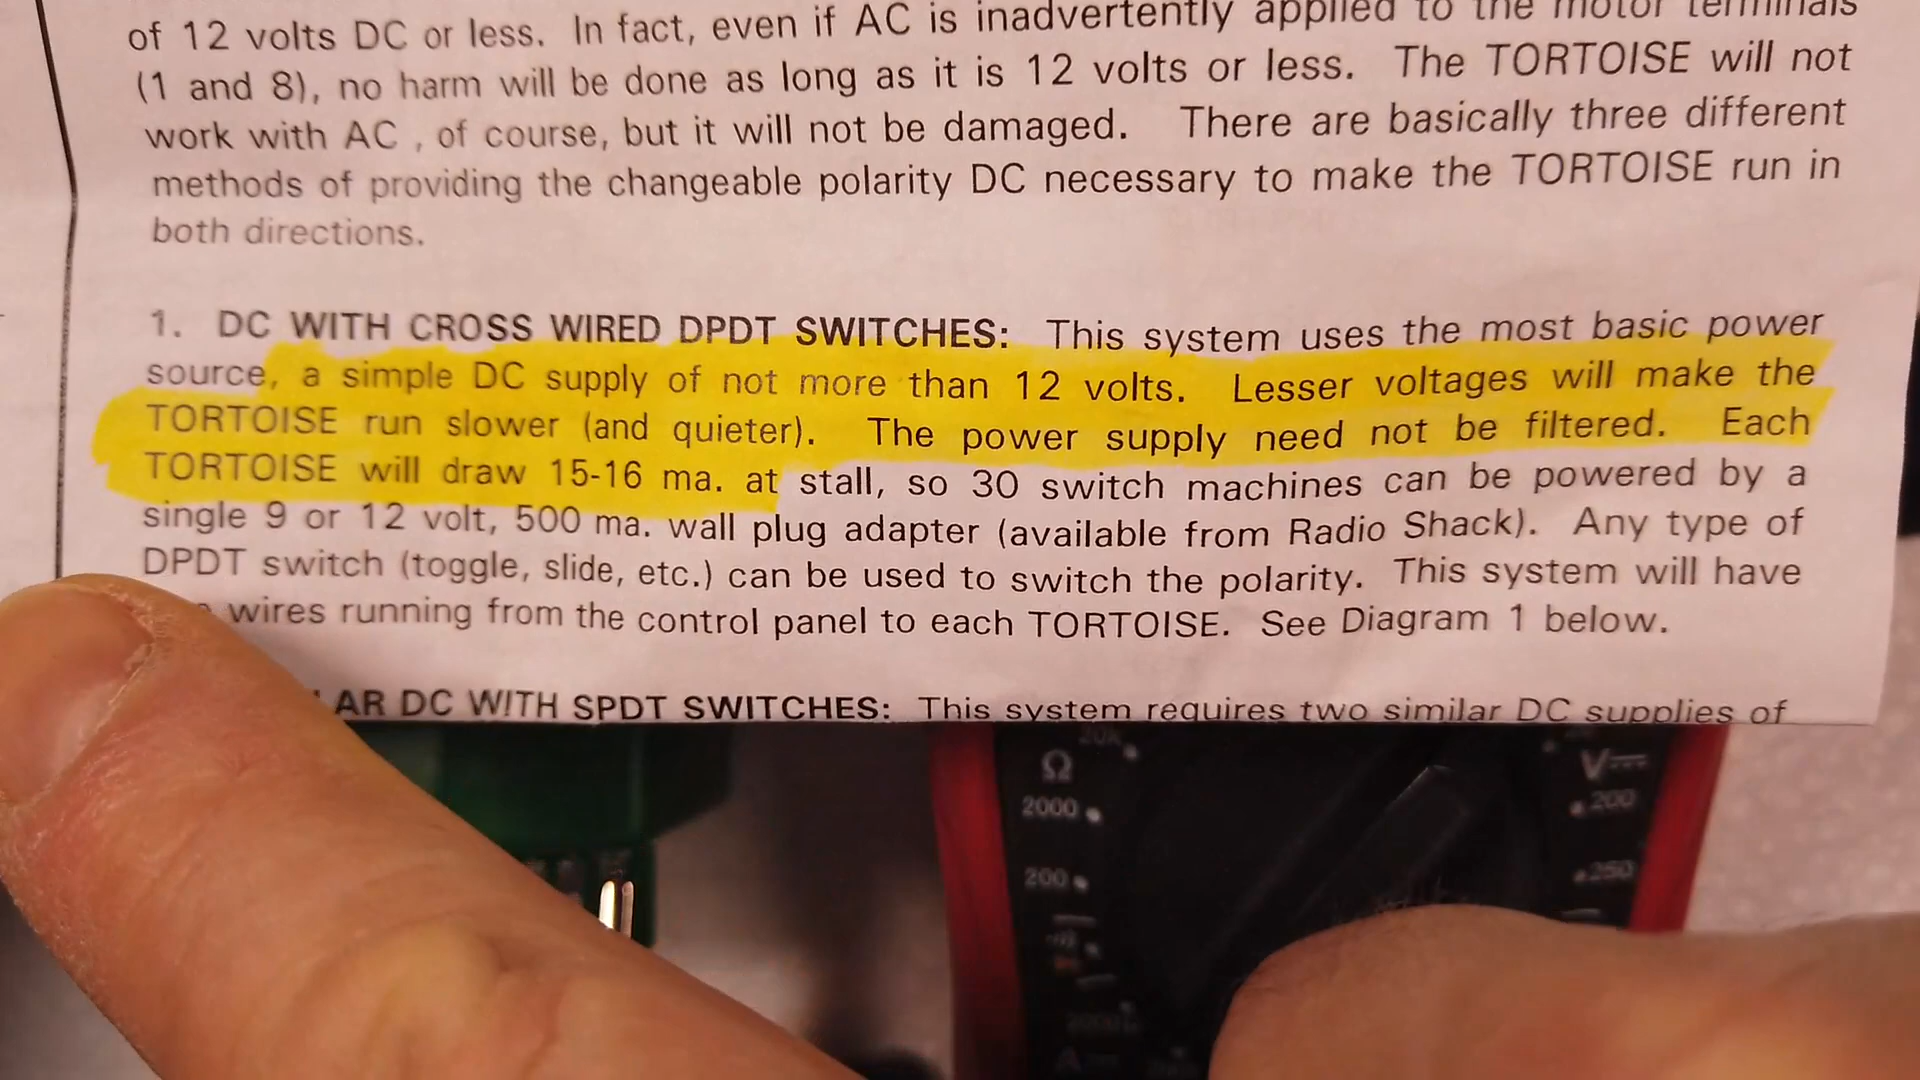 of 12 volts DC or less. In fact, even if AC is inadvertently applied to the motor terminals
(1 and 8), no harm will be done as long as it is 12 volts or less. The TORTOISE will not
work with AC , of course, but it will not be damaged. There are basically three different
methods of providing the changeable polarity DC necessary to make the TORTOISE run in
both directions.
1. DC WITH CROSS WIRED DPDT SWITCHES: This system uses the most basic power
source, a simple DC supply of not more than 12 volts. Lesser voltages will make the
TORTOISE run slower (and quieter). The power supply need not be filtered. Each
TORTOISE will draw 15-16 ma. at stall, so 30 switch machines can be powered by a
single 9 or 12 volt, 500 ma. wall plug adapter (available from Radio Shack). Any type of
DPDT switch (toggle, slide, etc.) can be used to switch the polarity. This system will have
wires running from the control panel to each TORTOISE. See Diagram 1 below.
AR DC WITH SPDT SWITCHES: This system requires two similar DC supplies of
20k
Ω V
2000 200
200 250